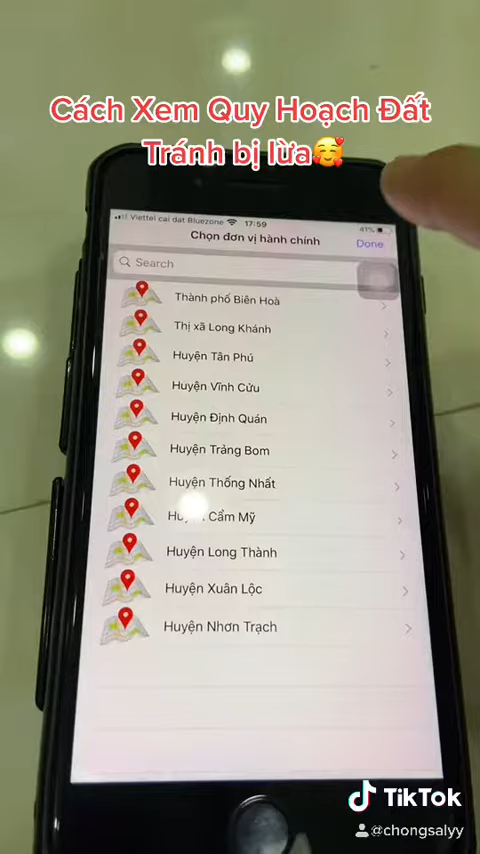 Cách Xem Quy Hoạch Đất
Tránh bị lừa🥰
Viettel cai dat Bluezone 17:59 41%
Chọn đơn vị hành chính Done
Search
Thành phố Biên Hoà
Thị xã Long Khánh
Huyện Tân Phú
Huyện Vĩnh Cửu
Huyện Định Quán
Huyện Trảng Bom
Huyện Thống Nhất
Huyện Cẩm Mỹ
Huyện Long Thành
Huyện Xuân Lộc
Huyện Nhơn Trạch
TikTok
@chongsalyy